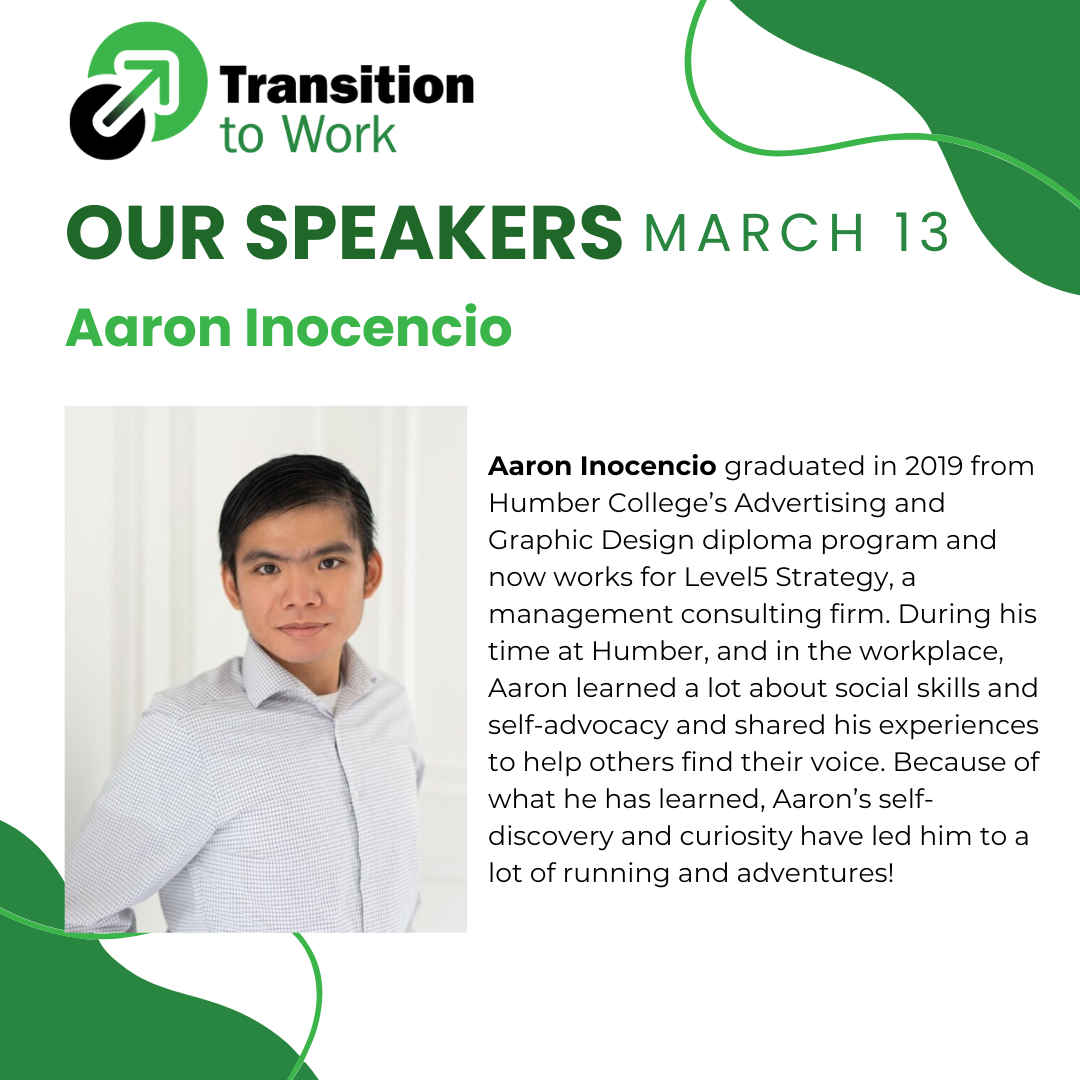 Transition
to Work
OUR SPEAKERS MARCH 13
Aaron Inocencio
Aaron Inocencio graduated in 2019 from
Humber College’s Advertising and
Graphic Design diploma program and
now works for Level5 Strategy, a
management consulting firm. During his
time at Humber, and in the workplace,
Aaron learned a lot about social skills and
self-advocacy and shared his experiences
to help others find their voice. Because of
what he has learned, Aaron’s self-
discovery and curiosity have led him to a
lot of running and adventures!